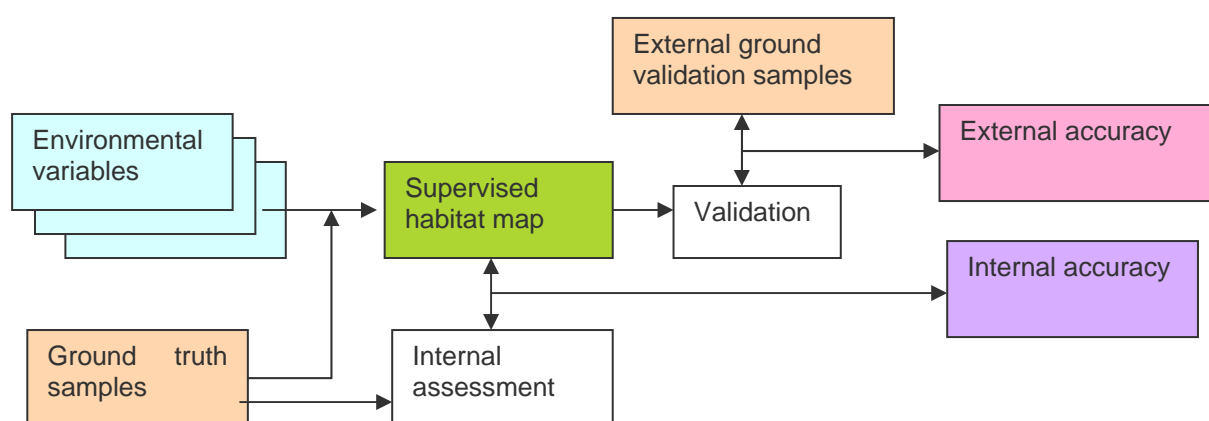 External ground
validation samples
Environmental
variables
External accuracy
Supervised
habitat map
Validation
Internal accuracy
Ground truth
samples
Internal
assessment